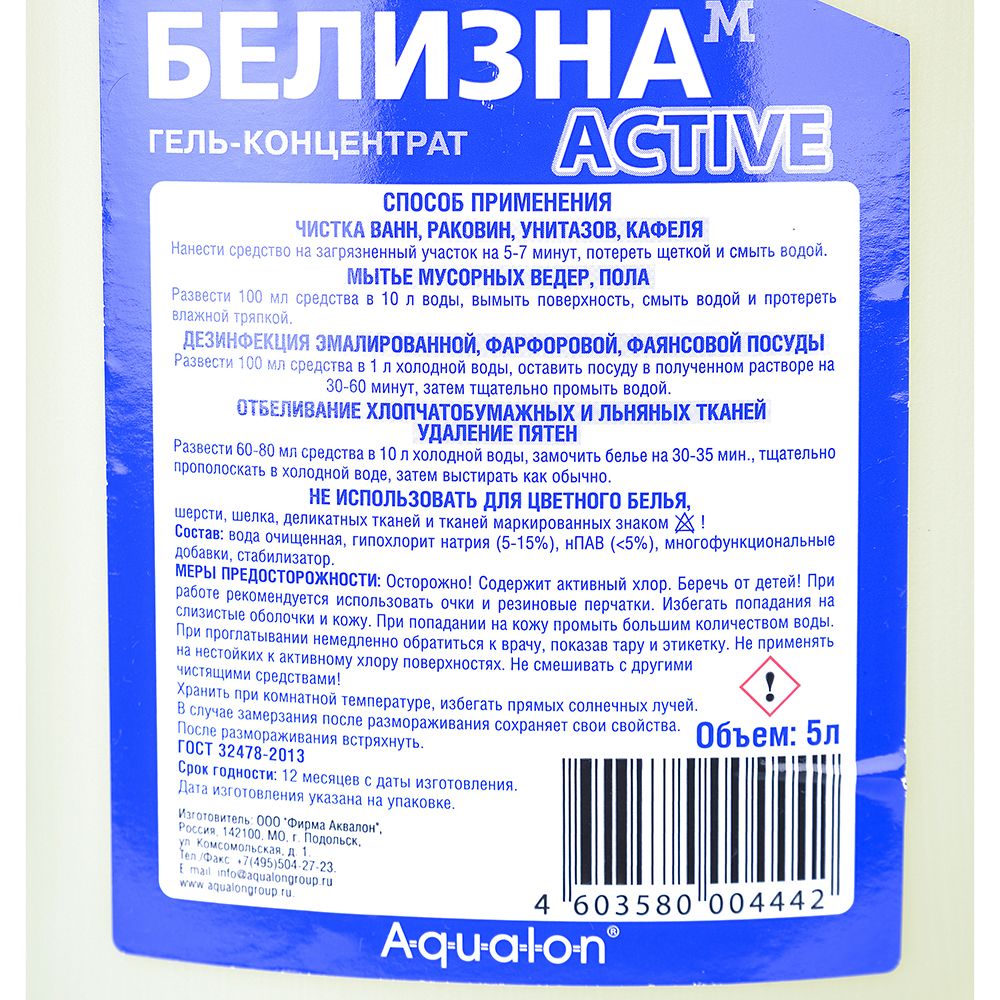 БЕЛИЗНА М
ГЕЛЬ-КОНЦЕНТРАТ ACTIVE
СПОСОБ ПРИМЕНЕНИЯ
ЧИСТКА ВАНН, РАКОВИН, УНИТАЗОВ, КАФЕЛЯ
Нанести средство на загрязненный участок на 5-7 минут, потереть щеткой и смыть водой.
МЫТЬЕ МУСОРНЫХ ВЕДЕР, ПОЛА
Развести 100 мл средства в 10 л воды, вымыть поверхность, смыть водой и протереть
влажной тряпкой.
ДЕЗИНФЕКЦИЯ ЭМАЛИРОВАННОЙ, ФАРФОРОВОЙ, ФАЯНСОВОЙ ПОСУДЫ
Развести 100 мл средства в 1 л холодной воды, оставить посуду в полученном растворе на
30-60 минут, затем тщательно промыть водой.
ОТБЕЛИВАНИЕ ХЛОПЧАТОБУМАЖНЫХ И ЛЬНЯНЫХ ТКАНЕЙ
УДАЛЕНИЕ ПЯТЕН
Развести 60-80 мл средства в 10 л холодной воды, замочить белье на 30-35 мин., тщательно
прополоскать в холодной воде, затем выстирать как обычно.
НЕ ИСПОЛЬЗОВАТЬ ДЛЯ ЦВЕТНОГО БЕЛЬЯ,
шерсти, шелка, деликатных тканей и тканей маркированных знаком !
Состав: вода очищенная, гипохлорит натрия (5-15%), нПАВ (<5%), многофункциональные
добавки, стабилизатор.
МЕРЫ ПРЕДОСТОРОЖНОСТИ: Осторожно! Содержит активный хлор. Беречь от детей! При
работе рекомендуется использовать очки и резиновые перчатки. Избегать попадания на
слизистые оболочки и кожу. При попадании на кожу промыть большим количеством воды.
При проглатывании немедленно обратиться к врачу, показав тару и этикетку. Не применять
на нестойких к активному хлору поверхностях. Не смешивать с другими
чистящими средствами!
Хранить при комнатной температуре, избегать прямых солнечных лучей.
В случае замерзания после размораживания сохраняет свои свойства.
После размораживания встряхнуть.
Объем: 5л
ГОСТ 32478-2013
Срок годности: 12 месяцев с даты изготовления.
Дата изготовления указана на упаковке.
Изготовитель: ООО "Фирма Аквалон",
Россия, 142100, МО, г. Подольск,
ул. Комсомольская, д. 1.
Тел./Факс: +7(495)504-27-23.
E mail: info@aqualongroup.ru
www.aqualongroup.ru.
4 603580 004442
A-q-u-a-l-o-n®